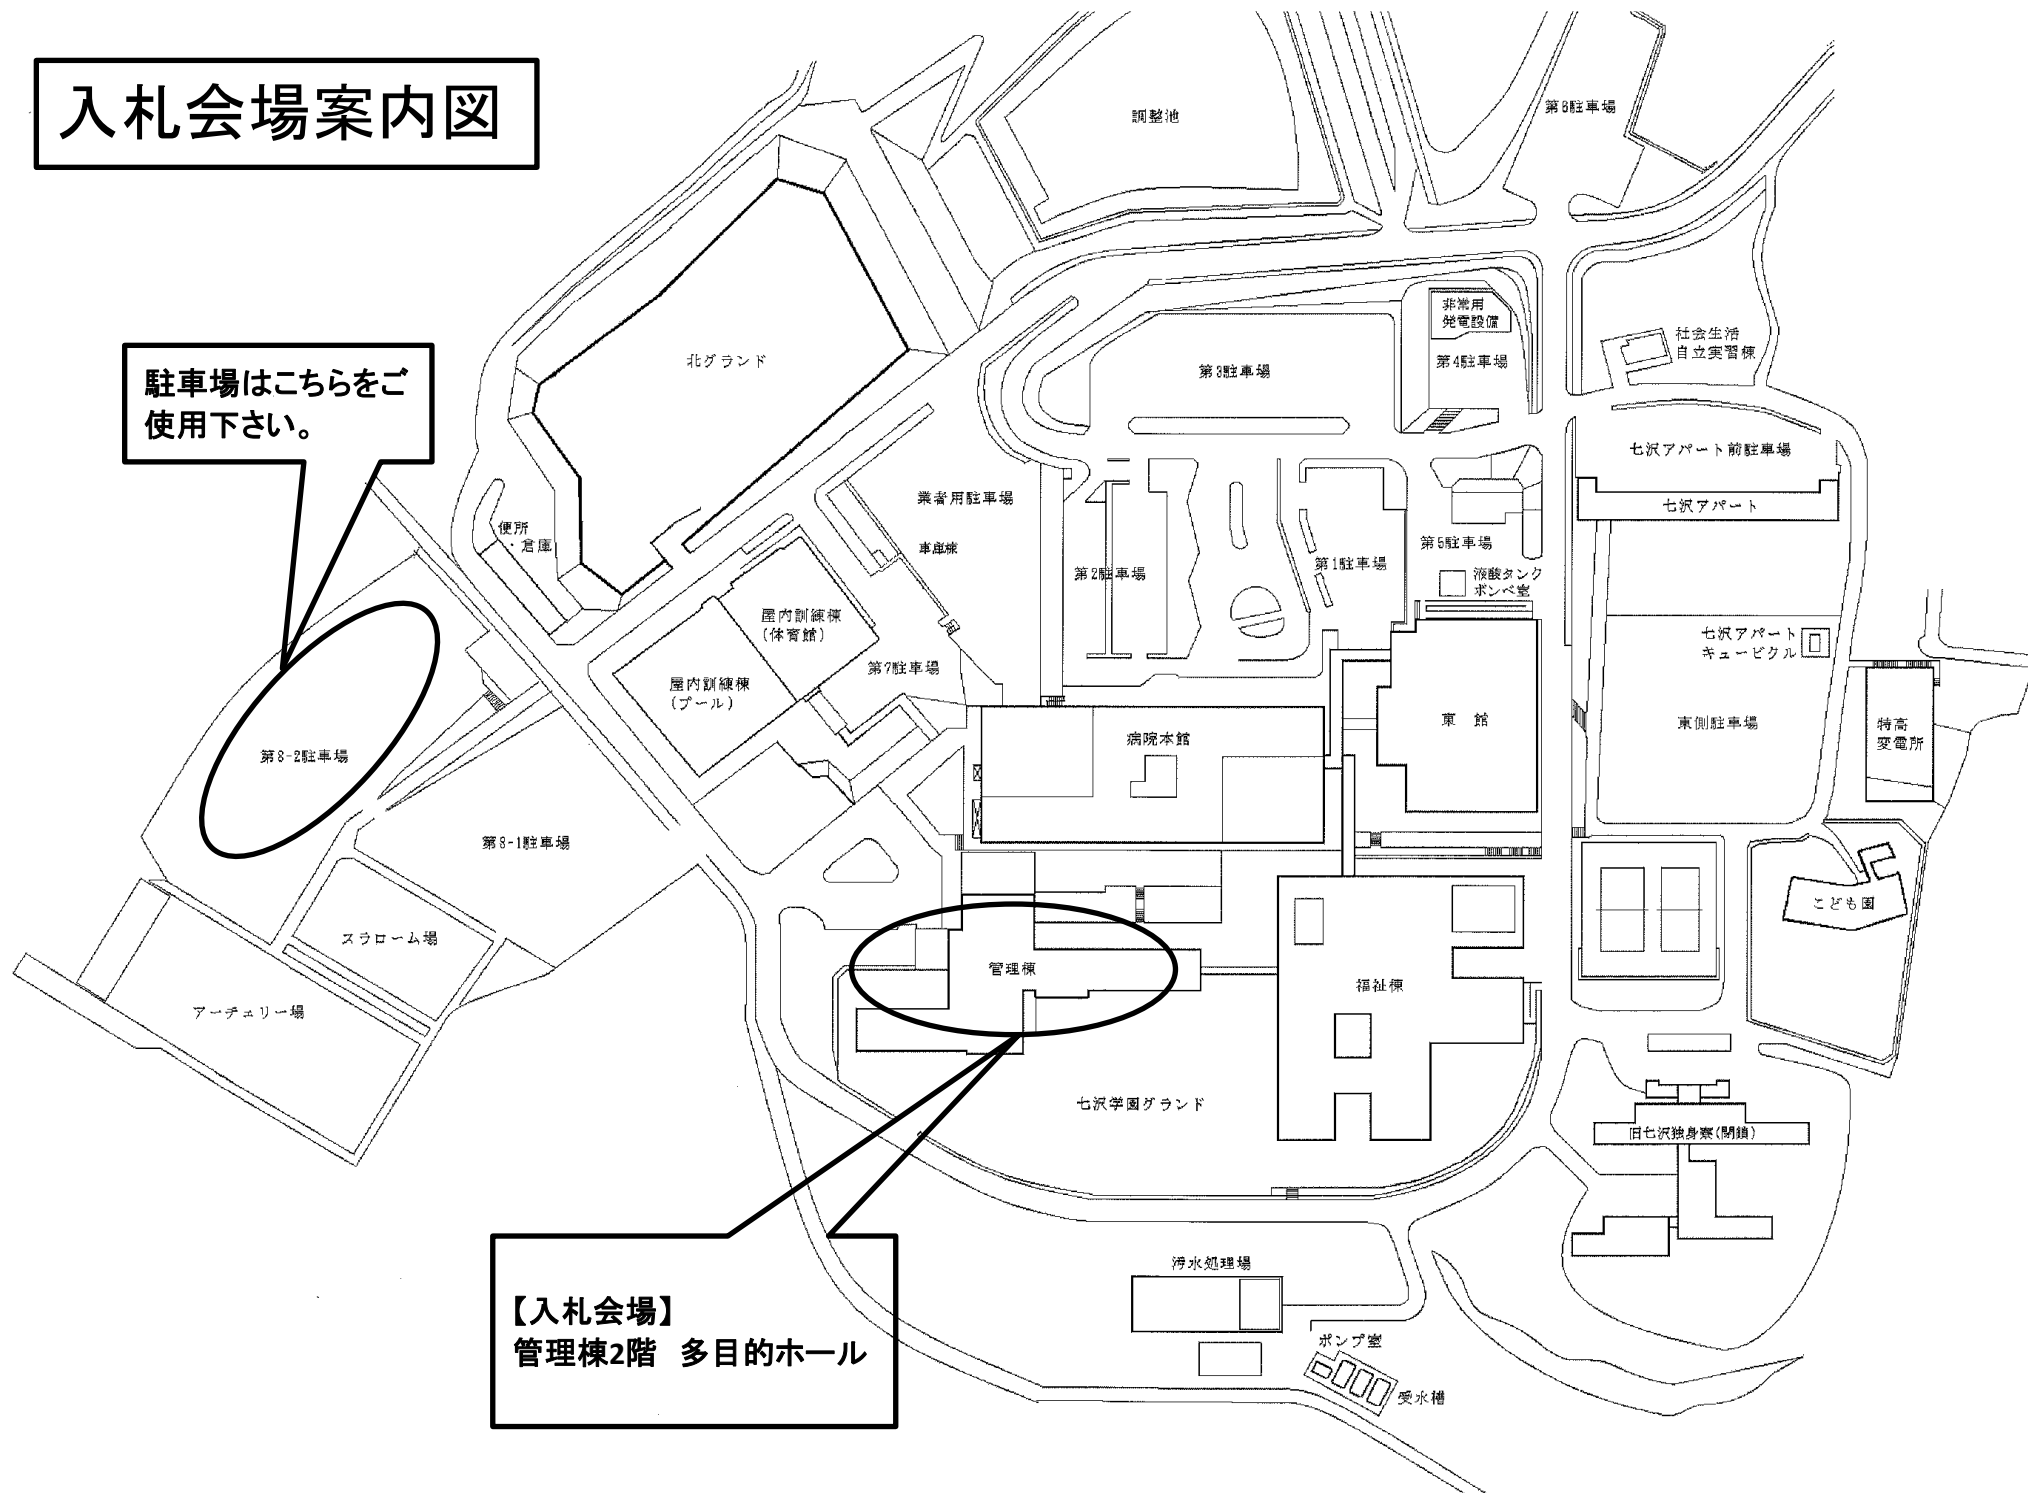 入札会場案内図
調整池
第6駐車場
非常用
発電設備
社会生活
自立実習棟
駐車場はこちらをご
使用下さい。
北グランド
第3駐車場
第4駐車場
七沢アパート前駐車場
業者用駐車場
七沢アパート
便所
・倉庫
車庫棟
第2駐車場
第1駐車場
第5駐車場
液酸タンク
ボンベ室
屋内訓練棟
(体育館)
七沢アパート
キュービクル
第7駐車場
屋内訓練棟
(プール)
東 館
東側駐車場
特高
変電所
病院本館
第8-2駐車場
第8-1駐車場
こども園
スラローム場
管理棟
福祉棟
アーチェリー場
七沢学園グランド
旧七沢独身寮(閉鎖)
汚水処理場
【入札会場】
管理棟2階 多目的ホール
ポンプ室
受水槽